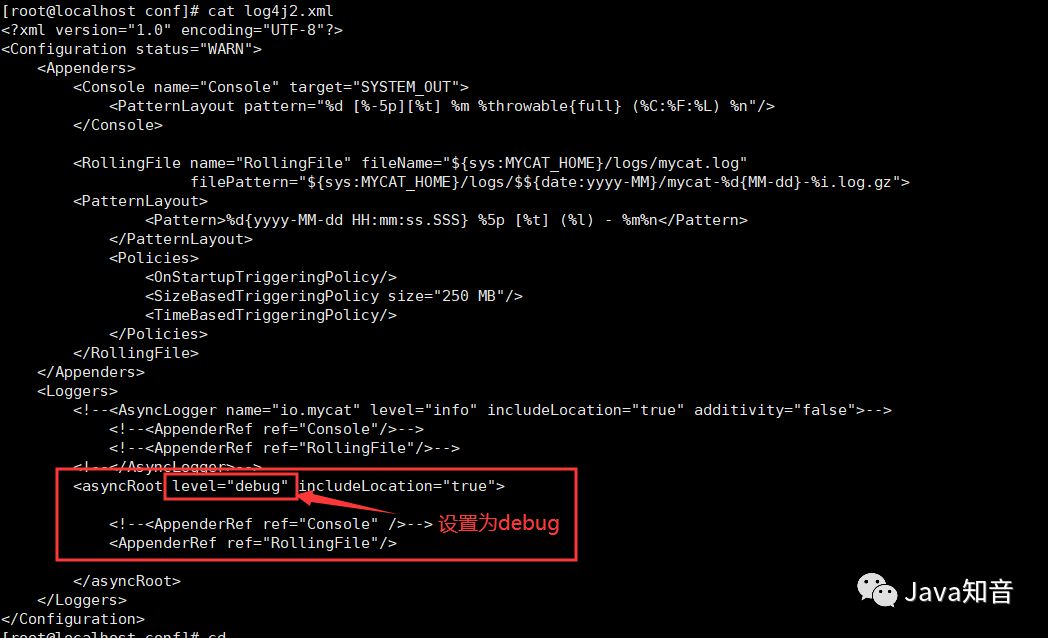 [root@localhost conf]# cat log4j2.xml
<?xml version="1.0" encoding="UTF-8"?>
<Configuration status="WARN">
    <Appenders>
        <Console name="Console" target="SYSTEM_OUT">
            <PatternLayout pattern="%d [%-5p][%t] %m %throwable{full} (%C:%F:%L) %n"/>
        </Console>
        <RollingFile name="RollingFile" fileName="${sys:MYCAT_HOME}/logs/mycat.log"
                     filePattern="${sys:MYCAT_HOME}/logs/$${date:yyyy-MM}/mycat-%d{MM-dd}-%i.log.gz">
        <PatternLayout>
                <Pattern>%d{yyyy-MM-dd HH:mm:ss.SSS} %5p [%t] (%l) - %m%n</Pattern>
            </PatternLayout>
            <Policies>
                <OnStartupTriggeringPolicy/>
                <SizeBasedTriggeringPolicy size="250 MB"/>
                <TimeBasedTriggeringPolicy/>
            </Policies>
        </RollingFile>
    </Appenders>
    <Loggers>
        <!--<AsyncLogger name="io.mycat" level="info" includeLocation="true" additivity="false">-->
            <!--<AppenderRef ref="Console"/>-->
            <!--<AppenderRef ref="RollingFile"/>-->
        <!--</AsyncLogger>-->
        <asyncRoot level="debug" includeLocation="true">
            <!--<AppenderRef ref="Console" />--> 设置为debug
            <AppenderRef ref="RollingFile"/>
        </asyncRoot>
    </Loggers>
</Configuration>
[root@localhost conf]# cd
Java知音